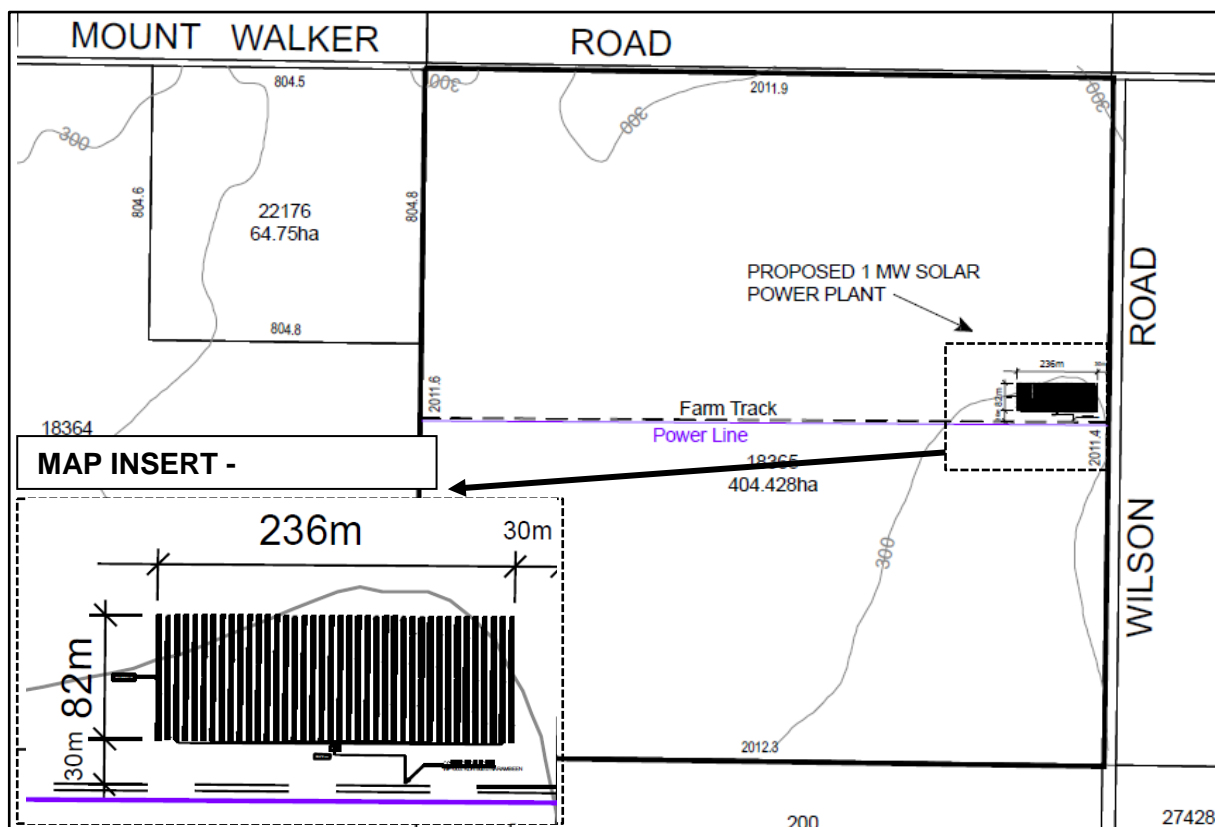 MOUNT WALKER ROAD
804.5
300
300
2011.9
300
300
804.6
22176
64.75ha
804.8
804.8
PROPOSED 1 MW SOLAR
POWER PLANT
ROAD
236m
82m
2011.6
Farm Track
Power Line
2011.4
18364
18365
404.428ha
MAP INSERT -
236m
30m
82m
30m
300
WILSON
2012.3
200
27428